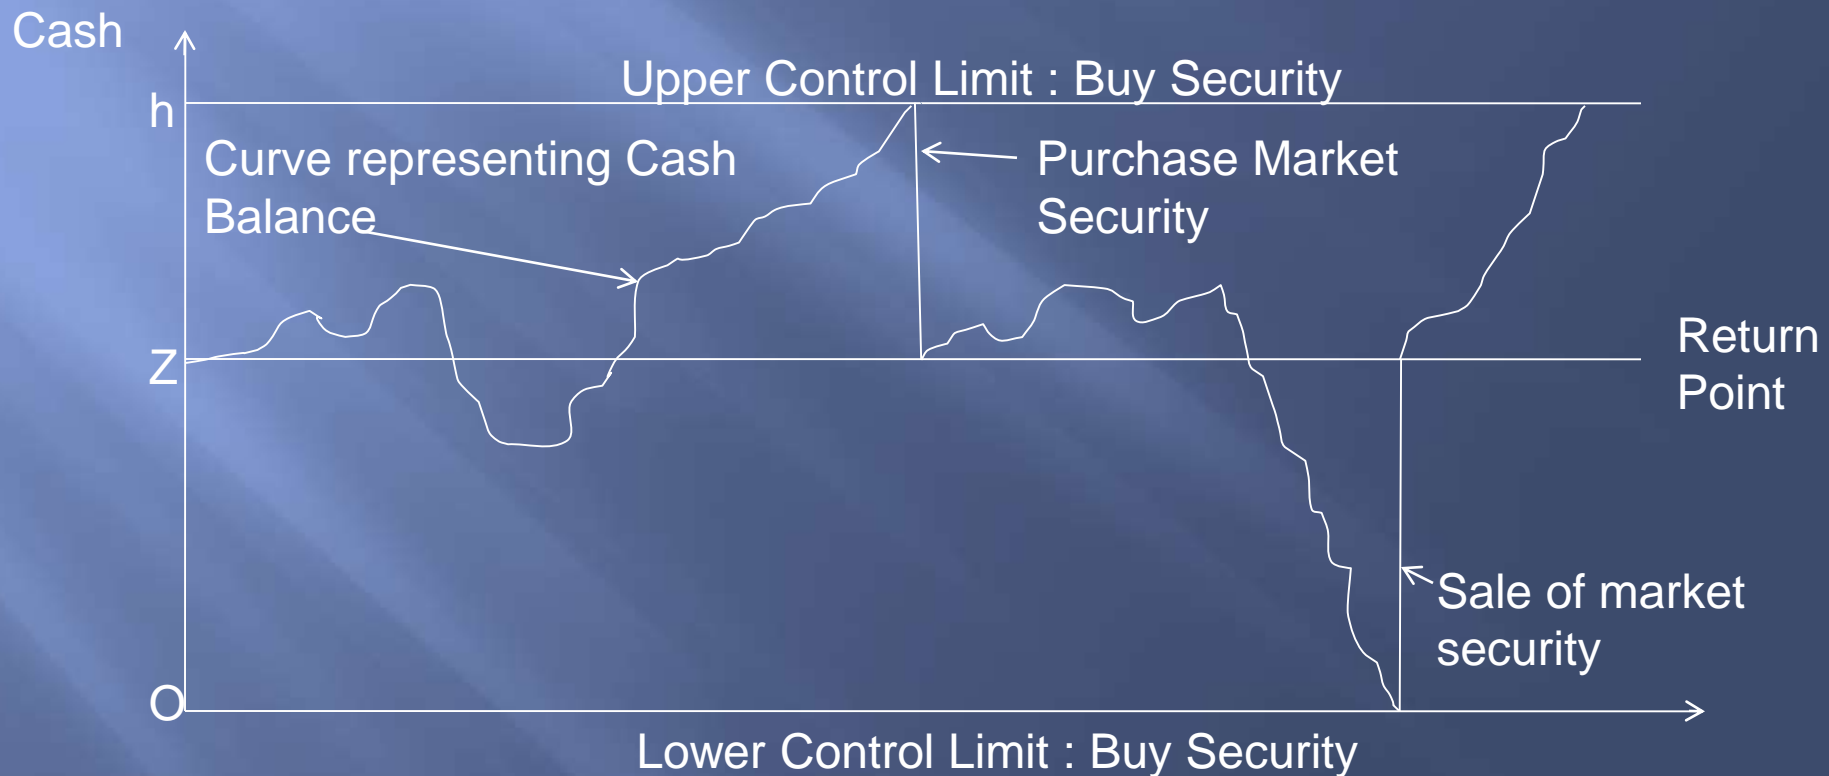 Cash
Upper Control Limit : Buy Security
h
Curve representing Cash
Balance
Purchase Market
Security
Z
Return
Point
Sale of market
security
O
Lower Control Limit : Buy Security